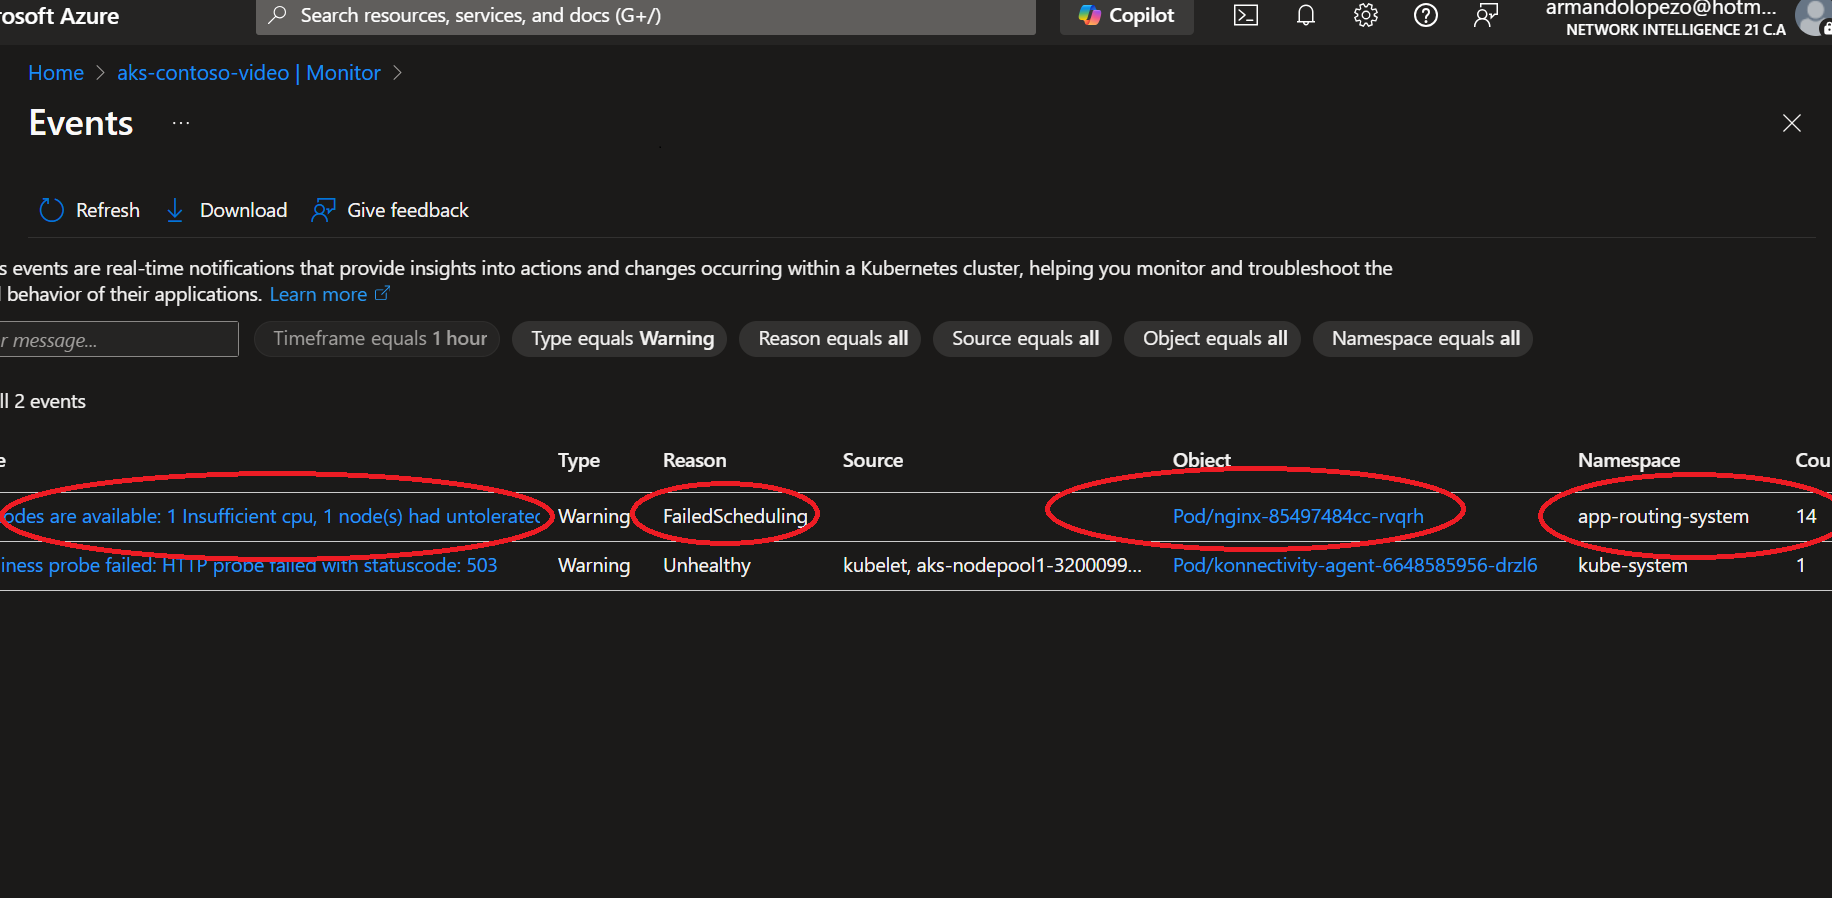 rosoft Azure
Search resources, services, and docs (G+/)
Copilot
armandolopezo@hotm...
NETWORK INTELLIGENCE 21 C.A
Home > aks-contoso-video | Monitor >
Events ...
Refresh
Download
Give feedback
s events are real-time notifications that provide insights into actions and changes occurring within a Kubernetes cluster, helping you monitor and troubleshoot the
behavior of their applications. Learn more
r message...
Timeframe equals 1 hour
Type equals Warning
Reason equals all
Source equals all
Object equals all
Namespace equals all
ll 2 events
e Type Reason Source Object Namespace Cou
odes are available: 1 Insufficient cpu, 1 node(s) had untolerated Warning FailedScheduling Pod/nginx-85497484cc-rvqrh app-routing-system 14
iness probe failed: HTTP probe failed with statuscode: 503 Warning Unhealthy kubelet, aks-nodepool1-3200099... Pod/konnectivity-agent-6648585956-drzl6 kube-system 1